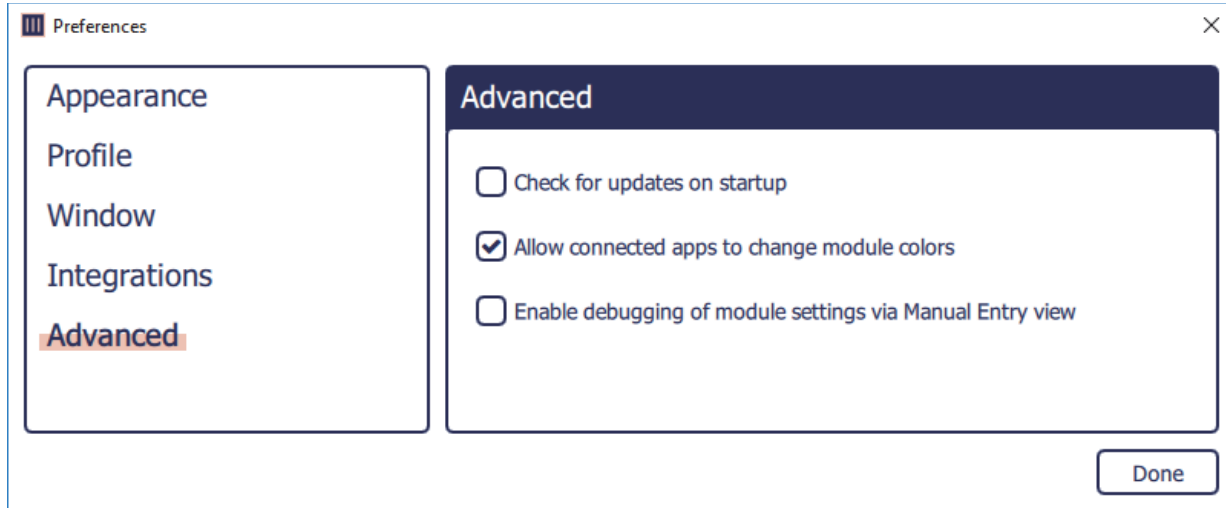 Preferences
Appearance
Profile
Window
Integrations
Advanced
Advanced
Check for updates on startup
Allow connected apps to change module colors
Enable debugging of module settings via Manual Entry view
Done